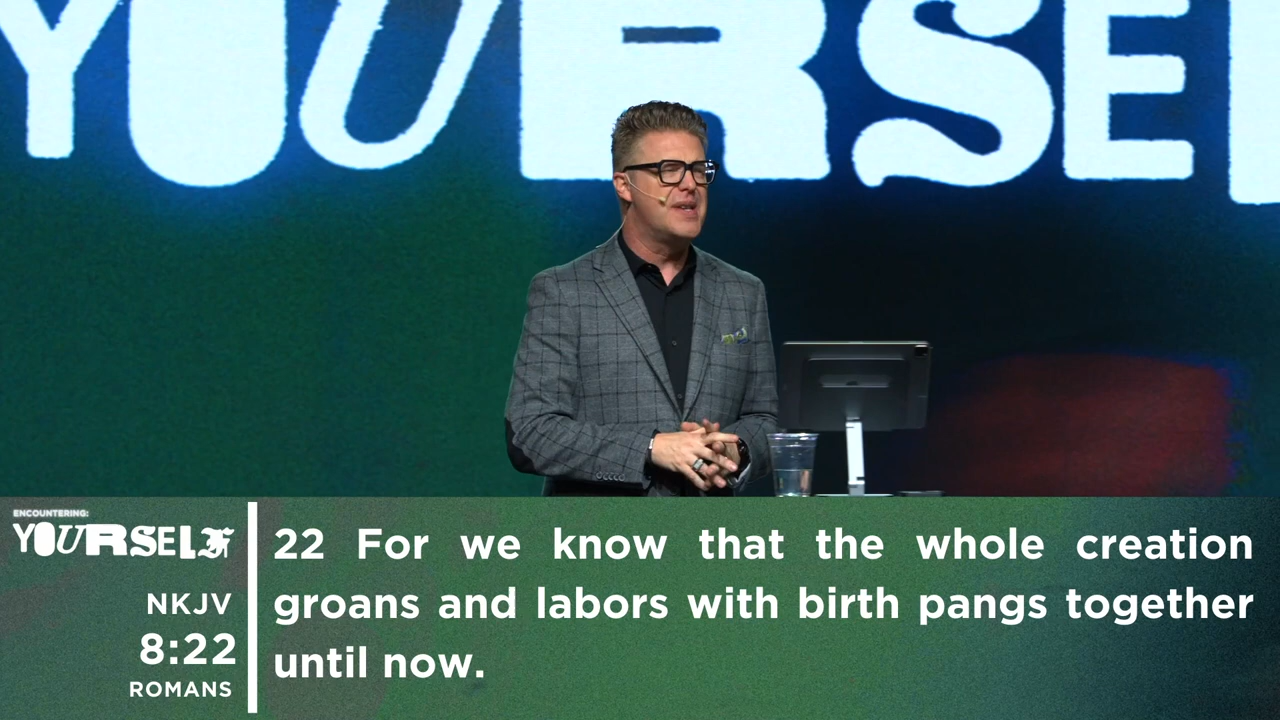 YOURSE
ENCOUNTERING:
YOURSELF
NKJV
8:22
ROMANS
22 For we know that the whole creation
groans and labors with birth pangs together
until now.